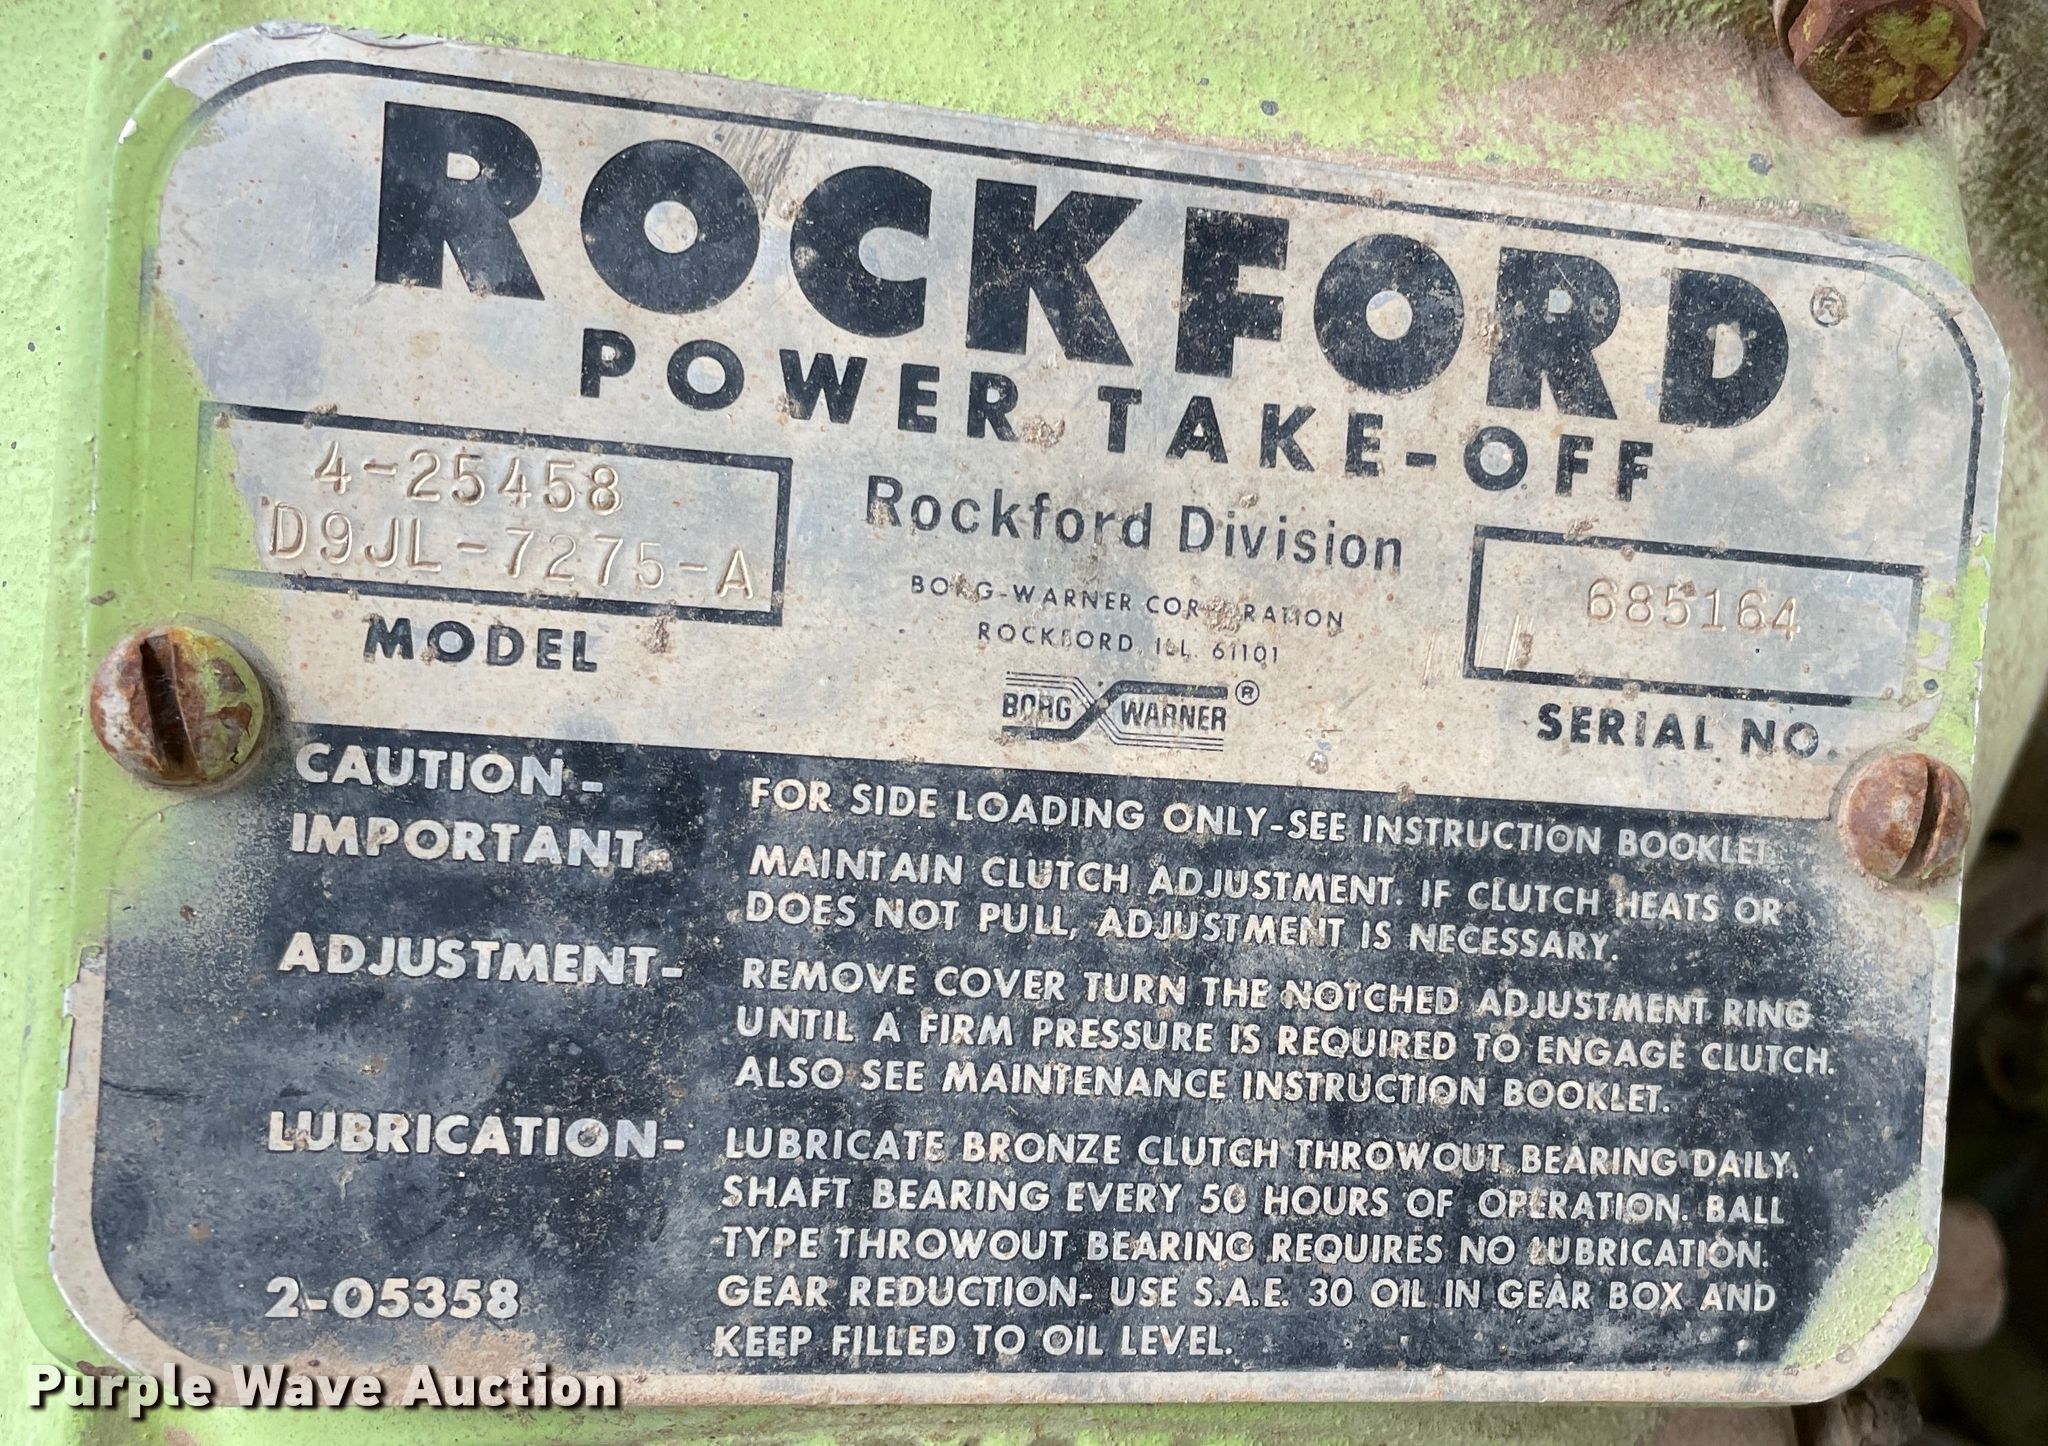 ROCKFORD®
POWER TAKE-OFF
4-25458
D9JL-7275-A
MODEL
Rockford Division
BORG-WARNER CORPORATION
ROCKFORD, ILL. 61101
BORG WARNER ®
685164
SERIAL NO.
CAUTION - FOR SIDE LOADING ONLY-SEE INSTRUCTION BOOKLET.
IMPORTANT- MAINTAIN CLUTCH ADJUSTMENT. IF CLUTCH HEATS OR
DOES NOT PULL, ADJUSTMENT IS NECESSARY.
ADJUSTMENT- REMOVE COVER TURN THE NOTCHED ADJUSTMENT RING
UNTIL A FIRM PRESSURE IS REQUIRED TO ENGAGE CLUTCH.
ALSO SEE MAINTENANCE INSTRUCTION BOOKLET.
LUBRICATION- LUBRICATE BRONZE CLUTCH THROWOUT BEARING DAILY.
SHAFT BEARING EVERY 50 HOURS OF OPERATION. BALL
TYPE THROWOUT BEARING REQUIRES NO LUBRICATION.
GEAR REDUCTION- USE S.A.E. 30 OIL IN GEAR BOX AND
KEEP FILLED TO OIL LEVEL.
2-05358
Purple Wave Auction